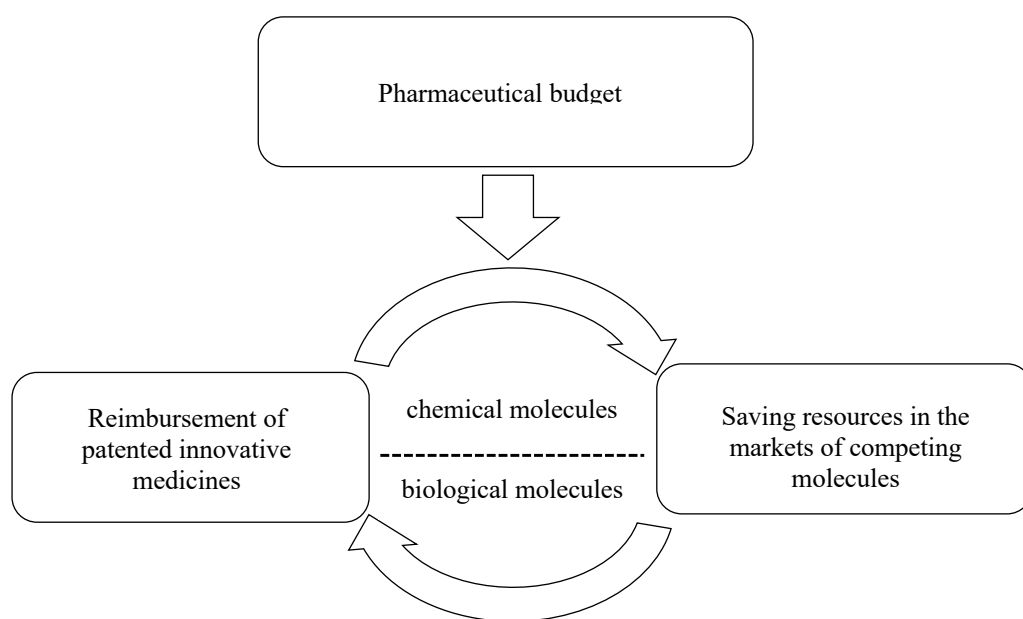 Pharmaceutical budget
chemical molecules
Reimbursement of
patented innovative
medicines
Saving resources in the
markets of competing
molecules
biological molecules